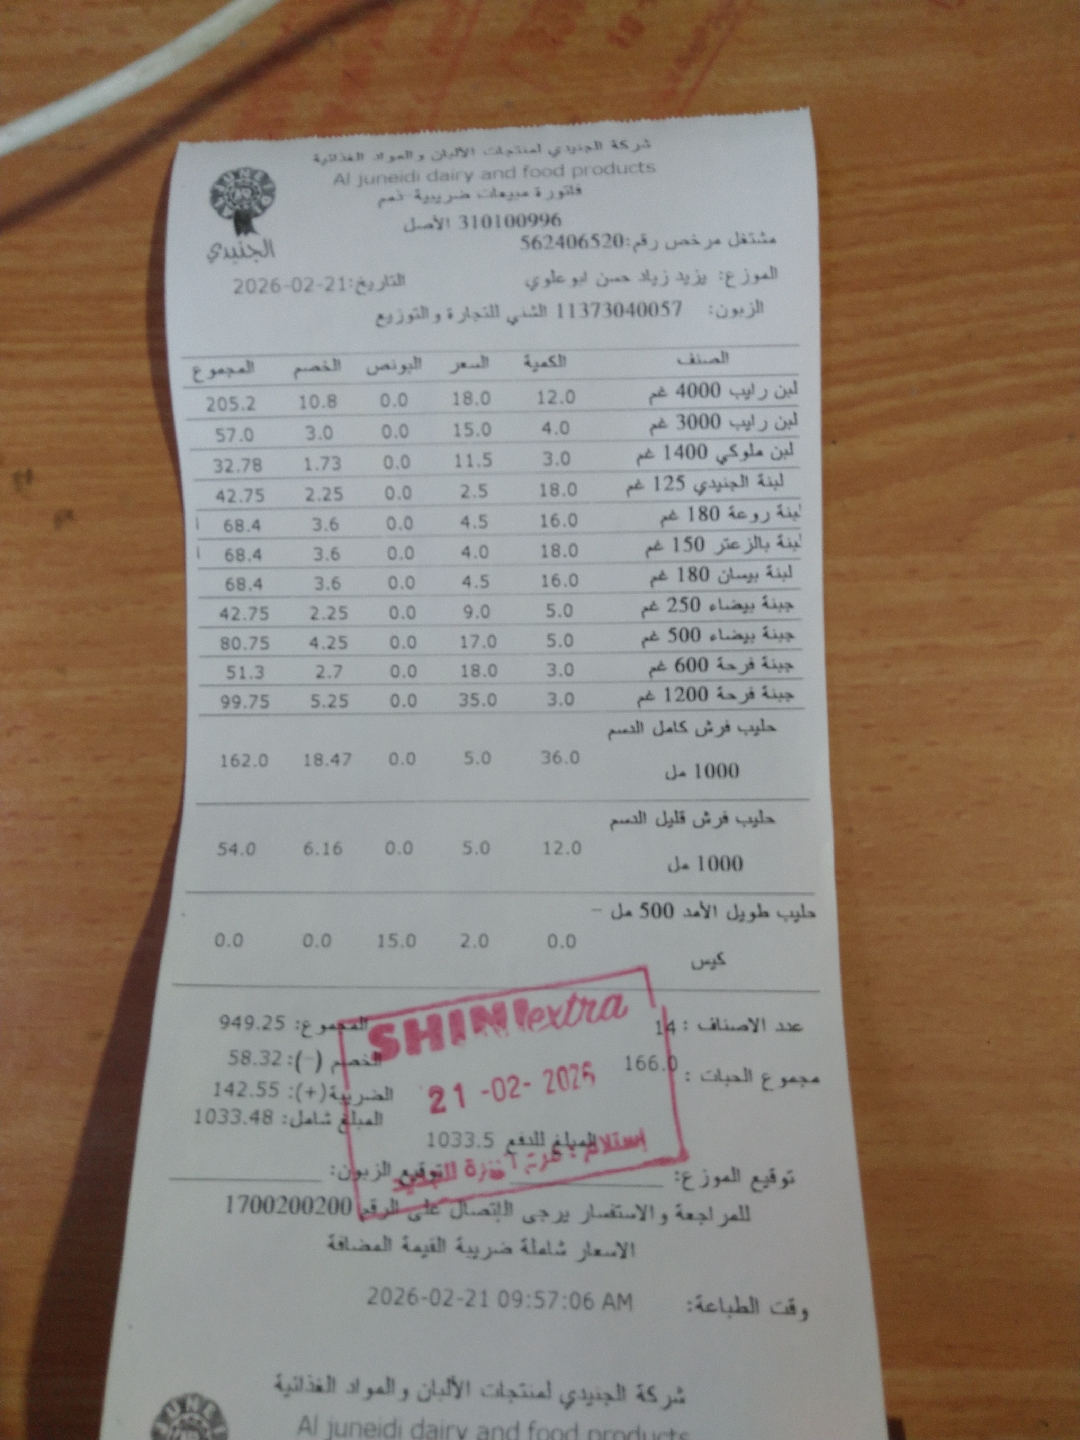 شركة الجنيدي لمنتجات الألبان والمواد الغذائية
Al juneidi dairy and food products
فاتورة مبيعات ضريبية-ذمم
310100996 الأصل
مشتغل مرخص رقم:562406520
الجنيدي
الموزع: يزيد زياد حسن ابو علوي التاريخ:2026-02-21
الزبون: 11373040057 الشني للتجارة والتوزيع
الصنف الكمية السعر البونص الخصم المجموع
لبن رايب 4000 غم 12.0 18.0 0.0 10.8 205.2
لبن رايب 3000 غم 4.0 15.0 0.0 3.0 57.0
لبن ملوكي 1400 غم 3.0 11.5 0.0 1.73 32.78
لبنة الجنيدي 125 غم 18.0 2.5 0.0 2.25 42.75
لبنة روعة 180 غم 16.0 4.5 0.0 3.6 68.4
لبنة بالزعتر 150 غم 18.0 4.0 0.0 3.6 68.4
لبنة بيسان 180 غم 16.0 4.5 0.0 3.6 68.4
جبنة بيضاء 250 غم 5.0 9.0 0.0 2.25 42.75
جبنة بيضاء 500 غم 5.0 17.0 0.0 4.25 80.75
جبنة فرحة 600 غم 3.0 18.0 0.0 2.7 51.3
جبنة فرحة 1200 غم 3.0 35.0 0.0 5.25 99.75
حليب فرش كامل الدسم
1000 مل 36.0 5.0 0.0 18.47 162.0
حليب فرش قليل الدسم
1000 مل 12.0 5.0 0.0 6.16 54.0
حليب طويل الأمد 500 مل -
كيس 0.0 2.0 15.0 0.0 0.0
عدد الاصناف : 14 المجموع: 949.25
الخصم (-): 58.32
مجموع الحبات : 166.0 الضريبة(+): 142.55
المبلغ شامل: 1033.48
المبلغ للدفع 1033.5
SHINI extra
21 -02- 2026
توقيع الموزع: توقيع الزبون:
للمراجعة والاستفسار يرجى الإتصال على الرقم 1700200200
الاسعار شاملة ضريبة القيمة المضافة
وقت الطباعة: 2026-02-21 09:57:06 AM
شركة الجنيدي لمنتجات الألبان والمواد الغذائية
Al juneidi dairy and food products